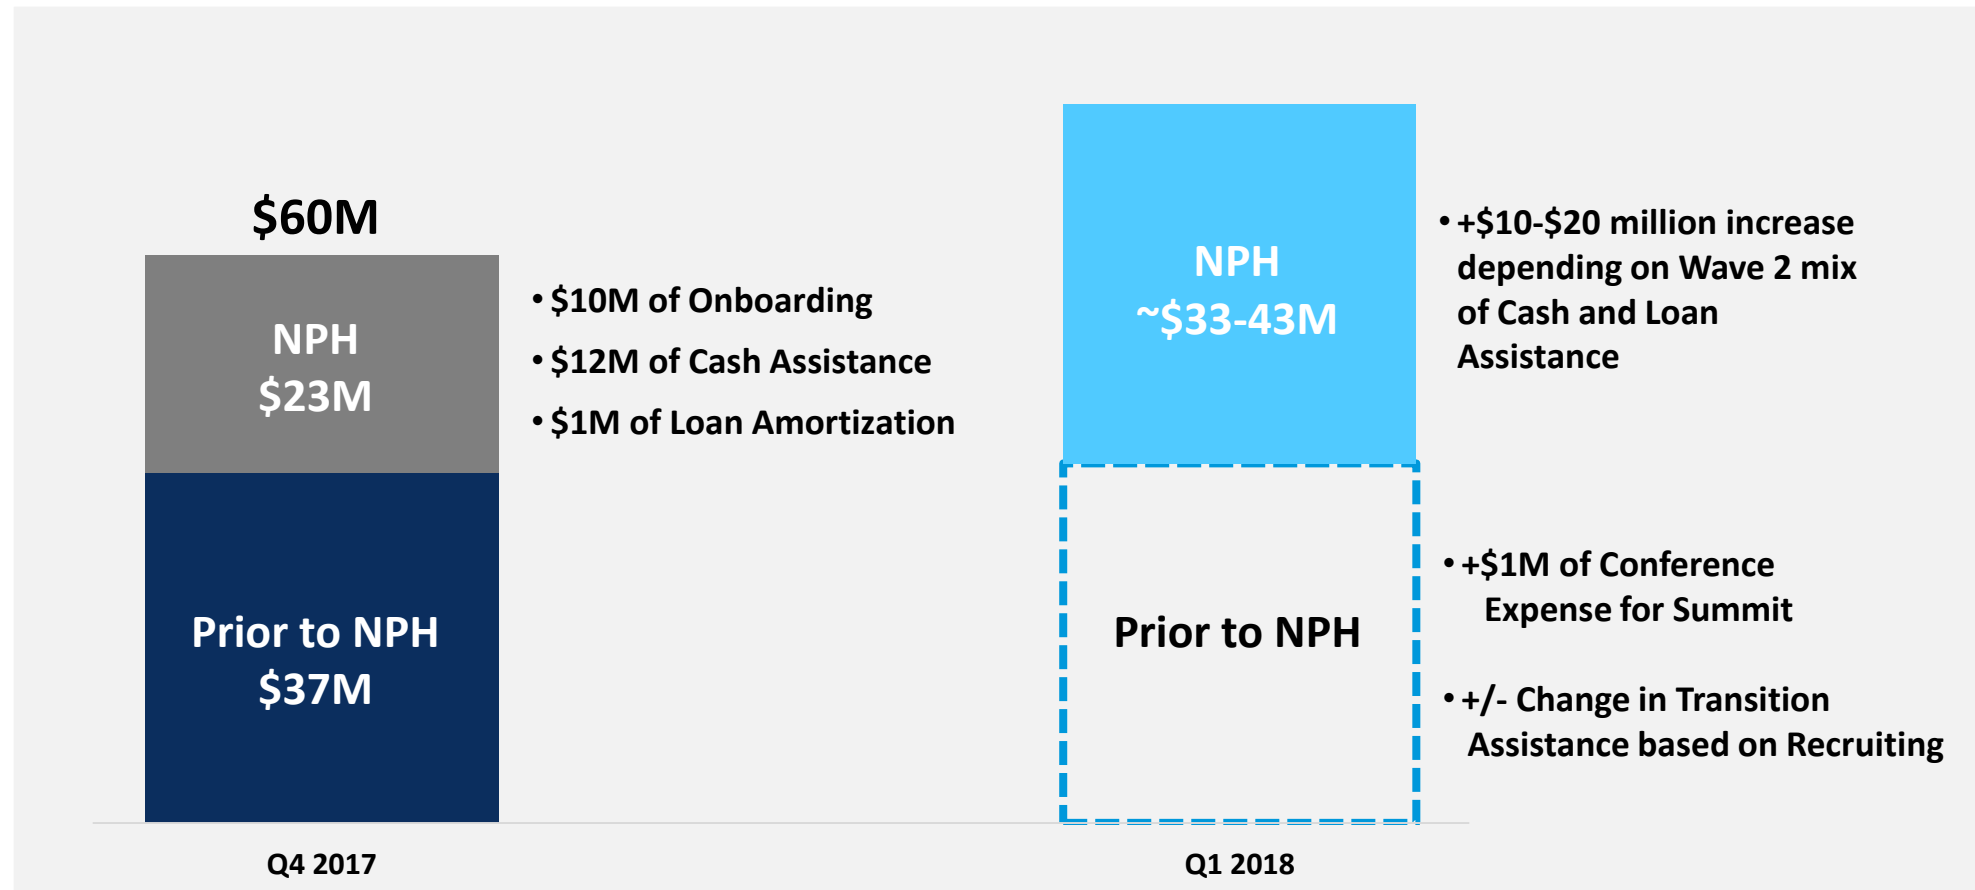 $60M
NPH
$23M
Prior to NPH
$37M
• $10M of Onboarding
• $12M of Cash Assistance
• $1M of Loan Amortization
Q4 2017
NPH
~$33-43M
Prior to NPH
• +$10-$20 million increase
depending on Wave 2 mix
of Cash and Loan
Assistance
• +$1M of Conference
Expense for Summit
• +/- Change in Transition
Assistance based on Recruiting
Q1 2018